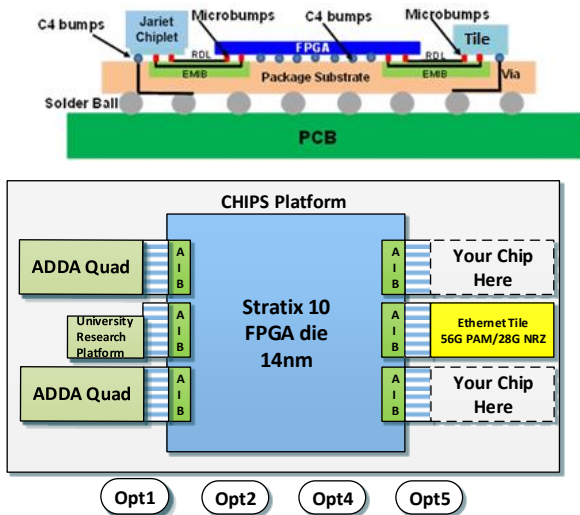 C4 bumps
Jariet
Chiplet
Microbumps
C4 bumps
Microbumps
Tile
FPGA
RDL
RDL
EMIB
Package Substrate
EMIB
Via
Solder Ball
PCB
CHIPS Platform
ADDA Quad
A
I
B
University
Research
Platform
A
I
B
ADDA Quad
A
I
B
Stratix 10
FPGA die
14nm
A
I
B
Your Chip
Here
A
I
B
Ethernet Tile
56G PAM/28G NRZ
A
I
B
Your Chip
Here
Opt1
Opt2
Opt4
Opt5